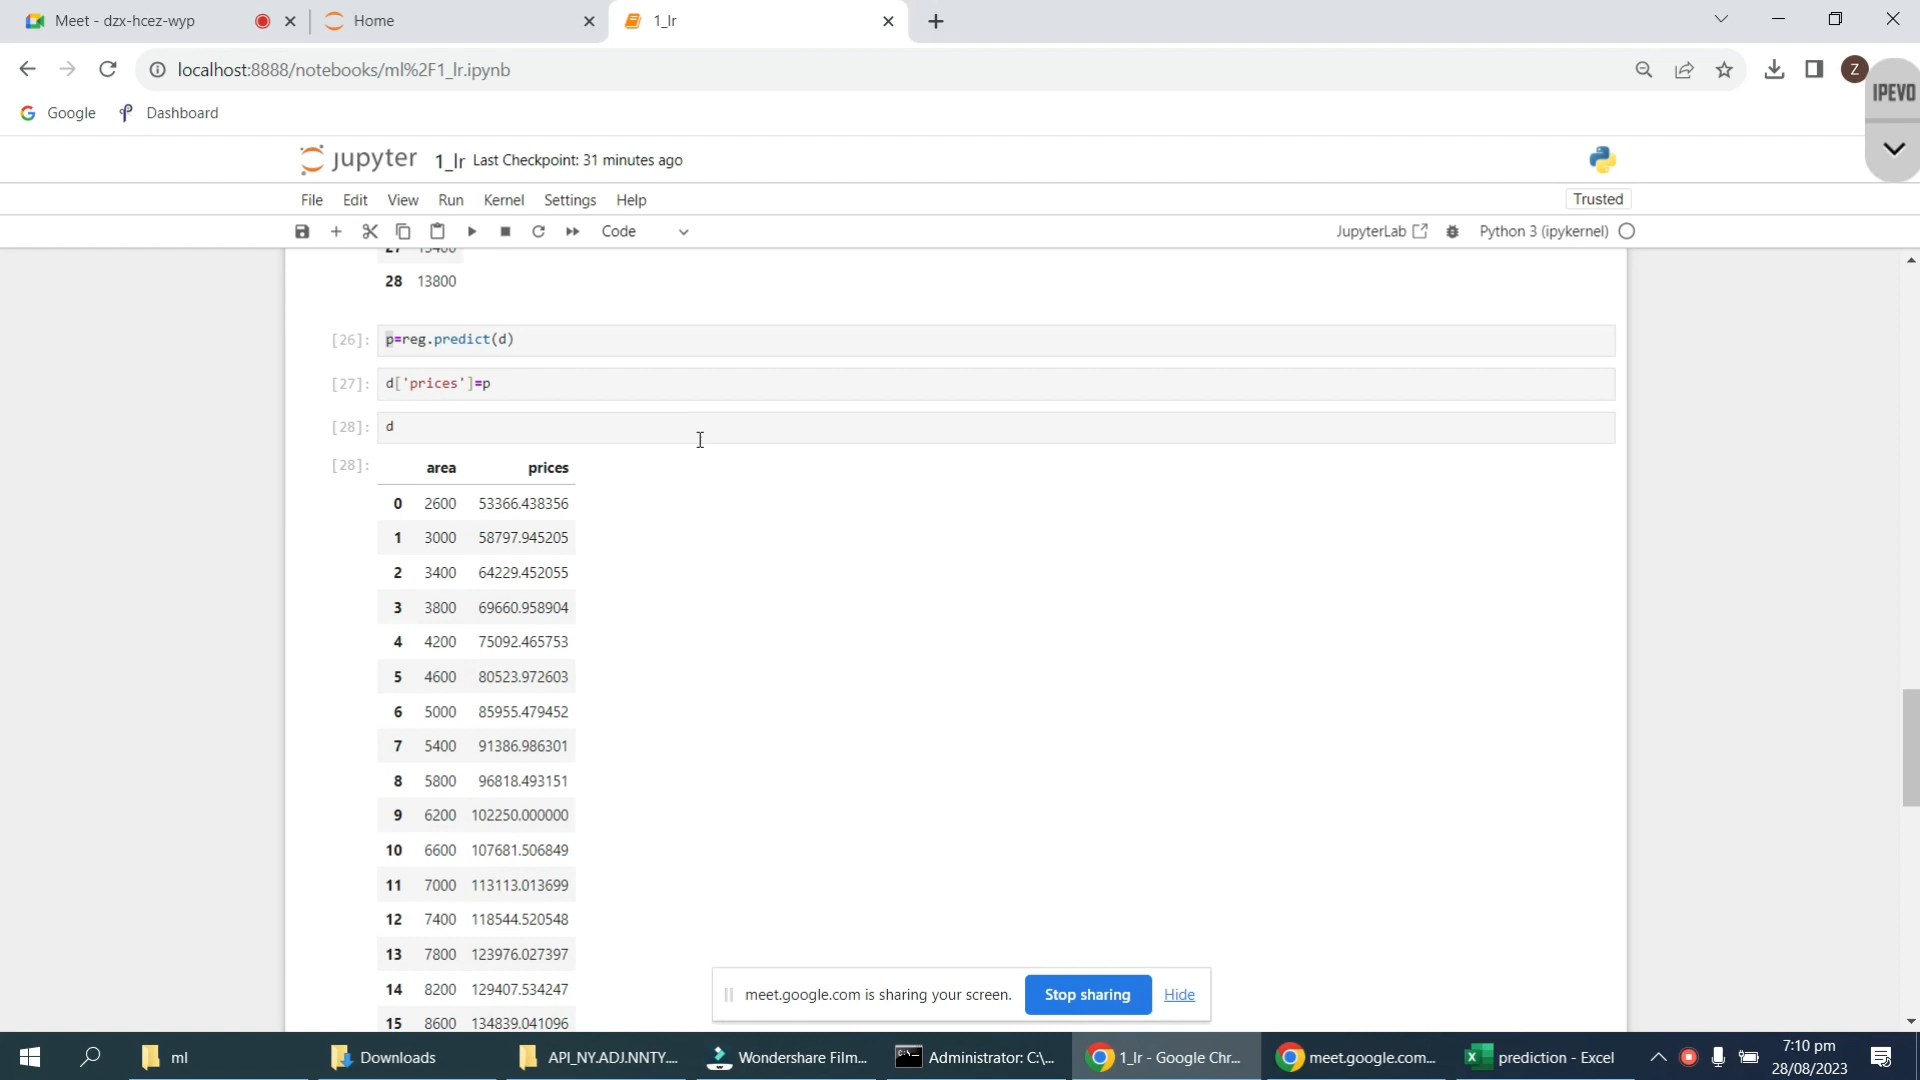 Meet - dzx-hcez-wyp
Home
1_lr
localhost:8888/notebooks/ml%2F1_lr.ipynb
Z
IPEVO
Google
Dashboard
jupyter 1_lr Last Checkpoint: 31 minutes ago
File Edit View Run Kernel Settings Help
Trusted
Code
JupyterLab
Python 3 (ipykernel)
27 13400
28 13800
[26]: p=reg.predict(d)
[27]: d['prices']=p
[28]: d
[28]: area prices
0 2600 53366.438356
1 3000 58797.945205
2 3400 64229.452055
3 3800 69660.958904
4 4200 75092.465753
5 4600 80523.972603
6 5000 85955.479452
7 5400 91386.986301
8 5800 96818.493151
9 6200 102250.000000
10 6600 107681.506849
11 7000 113113.013699
12 7400 118544.520548
13 7800 123976.027397
14 8200 129407.534247
15 8600 134839.041096
meet.google.com is sharing your screen. Stop sharing Hide
ml
Downloads
API_NY.ADJ.NNTY....
Wondershare Film...
Administrator: C:\...
1_lr - Google Chr...
meet.google.com...
prediction - Excel
7:10 pm
28/08/2023